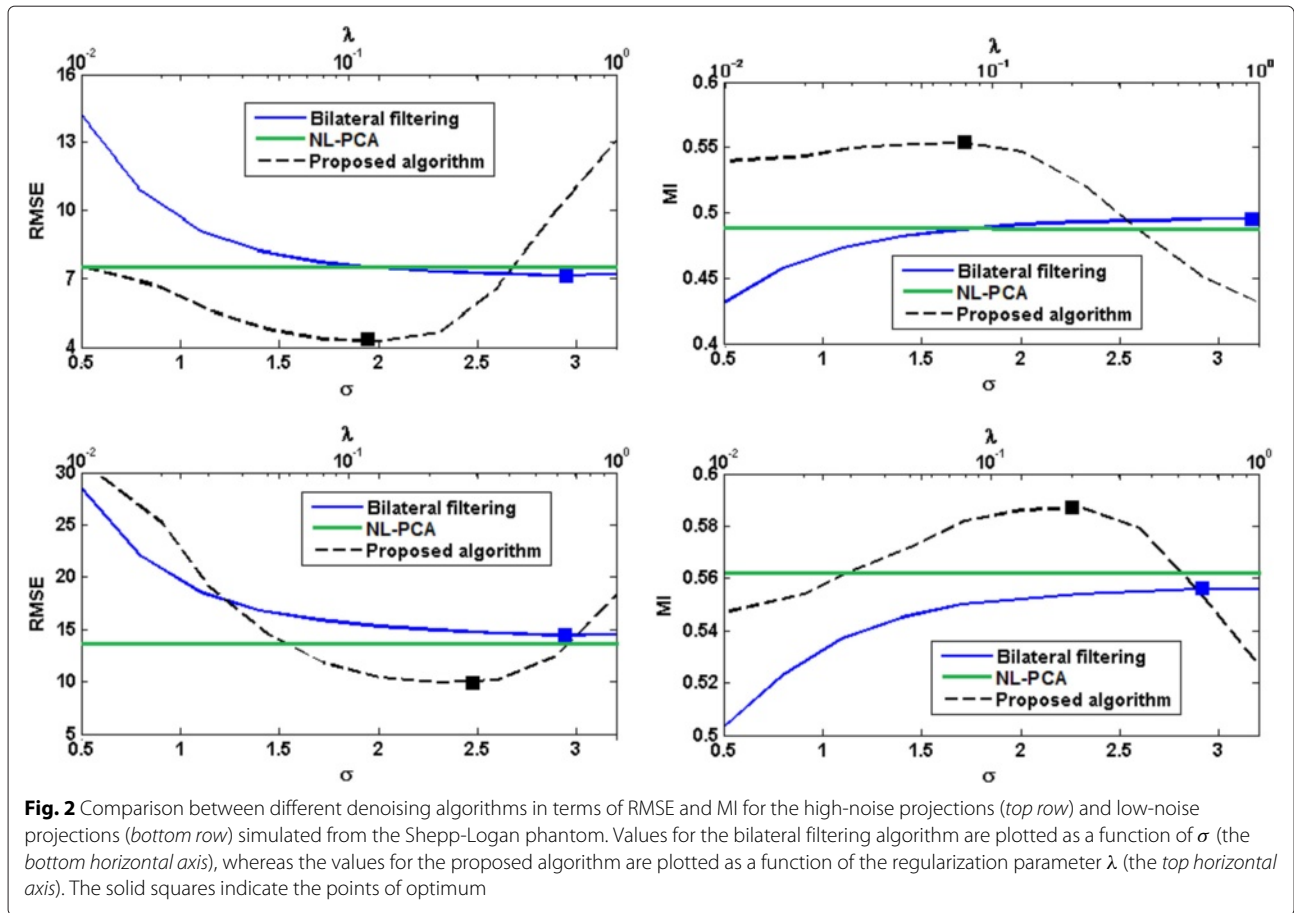 λ
10⁻² 10⁻¹ 10⁰
16
13
10
7
4
RMSE
Bilateral filtering
NL-PCA
Proposed algorithm
0.5 1 1.5 2 2.5 3
σ
λ
10⁻² 10⁻¹ 10⁰
0.6
0.55
0.5
0.45
0.4
MI
Bilateral filtering
NL-PCA
Proposed algorithm
0.5 1 1.5 2 2.5 3
σ
λ
10⁻² 10⁻¹ 10⁰
30
25
20
15
10
5
RMSE
Bilateral filtering
NL-PCA
Proposed algorithm
0.5 1 1.5 2 2.5 3
σ
λ
10⁻² 10⁻¹ 10⁰
0.6
0.58
0.56
0.54
0.52
0.5
MI
Bilateral filtering
NL-PCA
Proposed algorithm
0.5 1 1.5 2 2.5 3
σ
Fig. 2 Comparison between different denoising algorithms in terms of RMSE and MI for the high-noise projections (top row) and low-noise
projections (bottom row) simulated from the Shepp-Logan phantom. Values for the bilateral filtering algorithm are plotted as a function of σ (the
bottom horizontal axis), whereas the values for the proposed algorithm are plotted as a function of the regularization parameter λ (the top horizontal
axis). The solid squares indicate the points of optimum